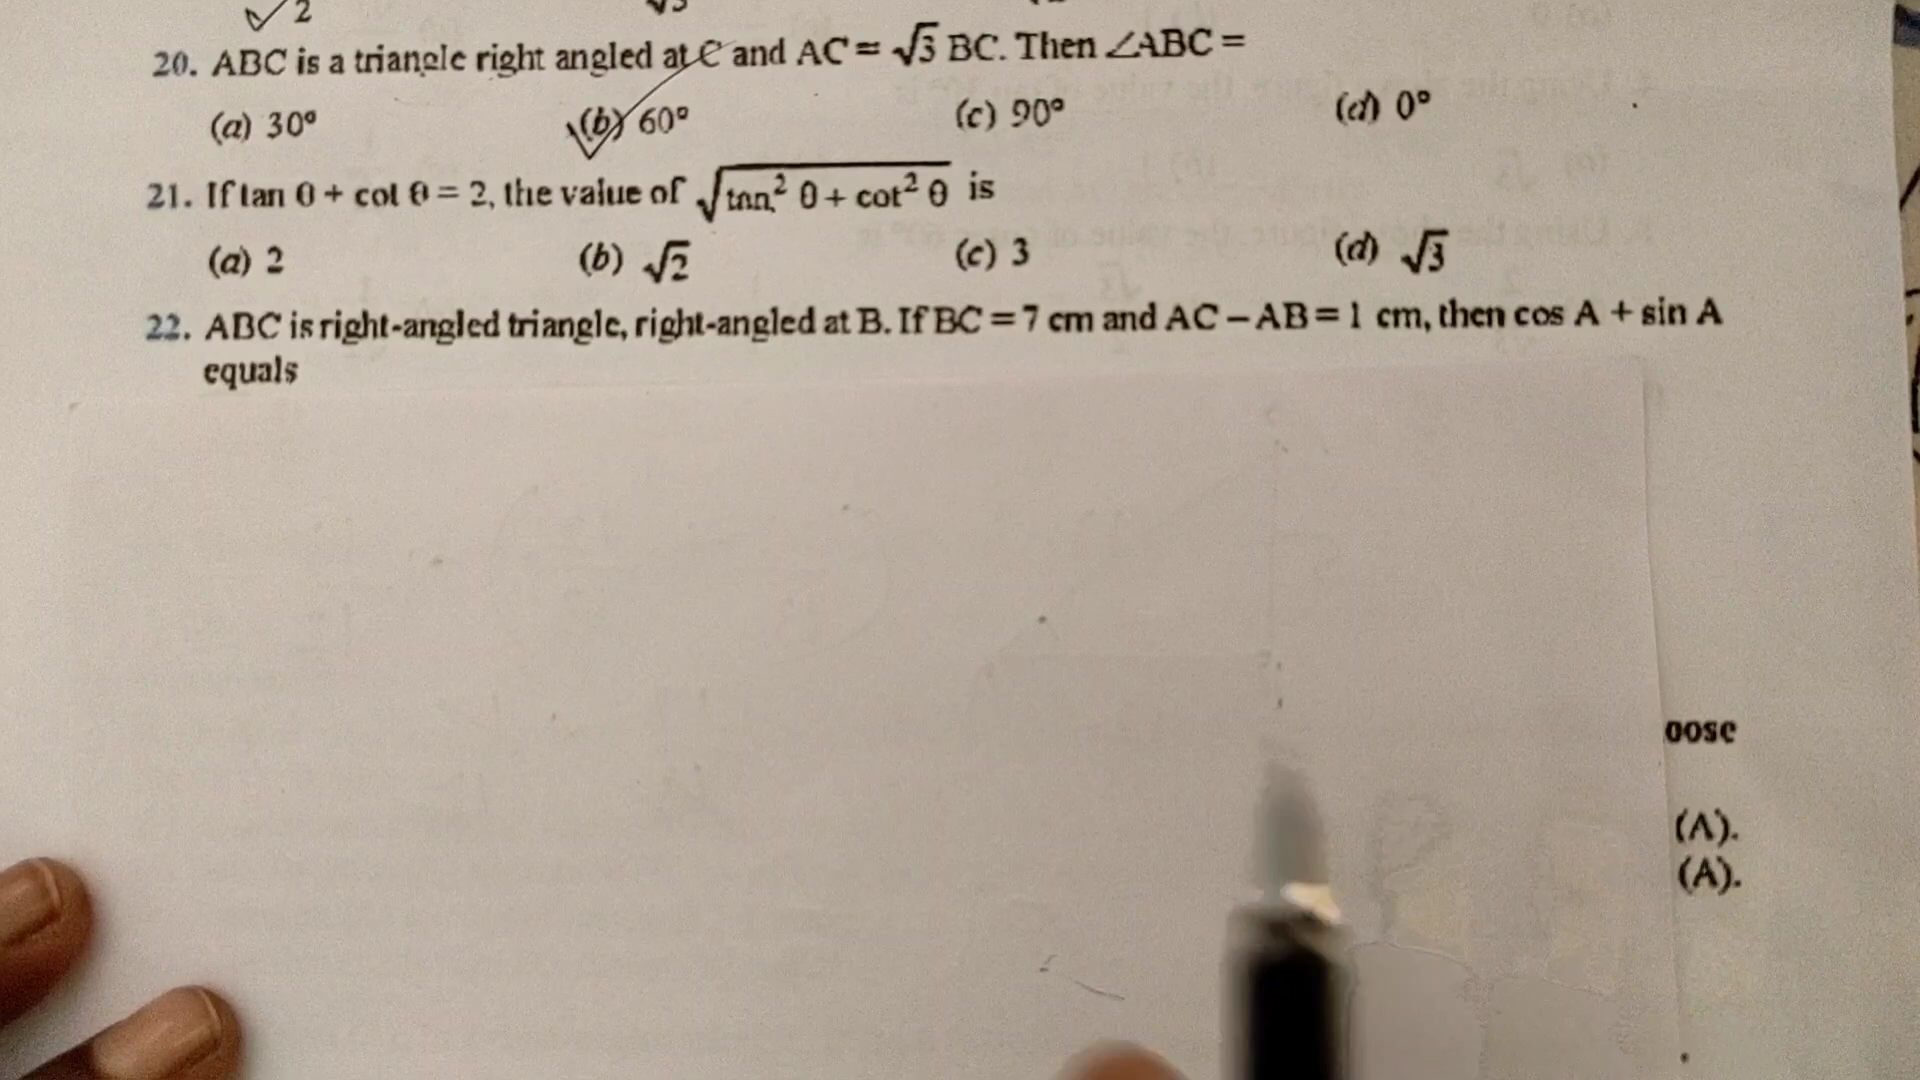 2 √3
20. ABC is a triangle right angled at C and AC = √3 BC. Then ∠ABC =
(a) 30° (b) 60° (c) 90° (d) 0°
21. If tan θ + cot θ = 2, the value of √(tan² θ + cot² θ) is
(a) 2 (b) √2 (c) 3 (d) √3
22. ABC is right-angled triangle, right-angled at B. If BC = 7 cm and AC – AB = 1 cm, then cos A + sin A
equals
oose
(A).
(A).